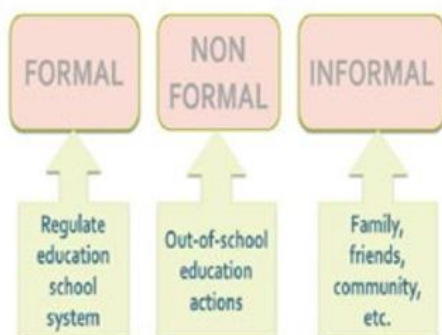 FORMAL
NON
FORMAL
INFORMAL
Regulate
education
school
system
Out-of-school
education
actions
Family,
friends,
community,
etc.